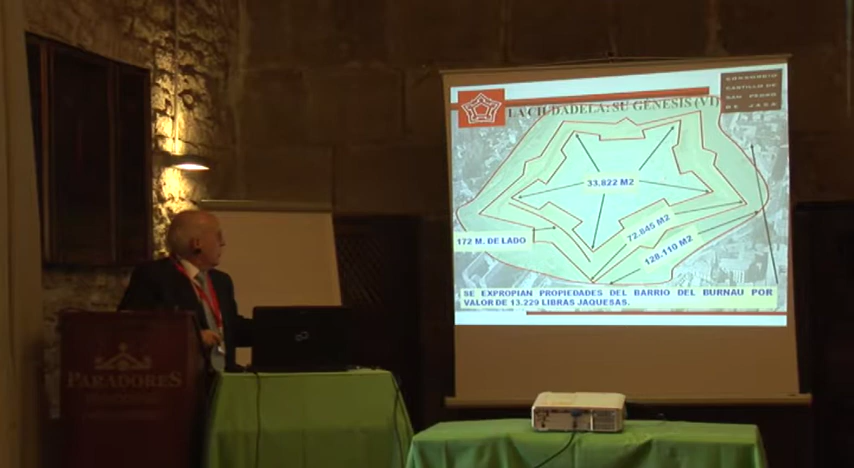 CONSORCIO
CASTILLO DE
SAN PEDRO
DE JACA
LA CIUDADELA: SU GÉNESIS (VI)
33.822 M2
172 M. DE LADO
72.845 M2
128.110 M2
SE EXPROPIAN PROPIEDADES DEL BARRIO DEL BURNAU POR
VALOR DE 13.229 LIBRAS JAQUESAS.
PARADORES